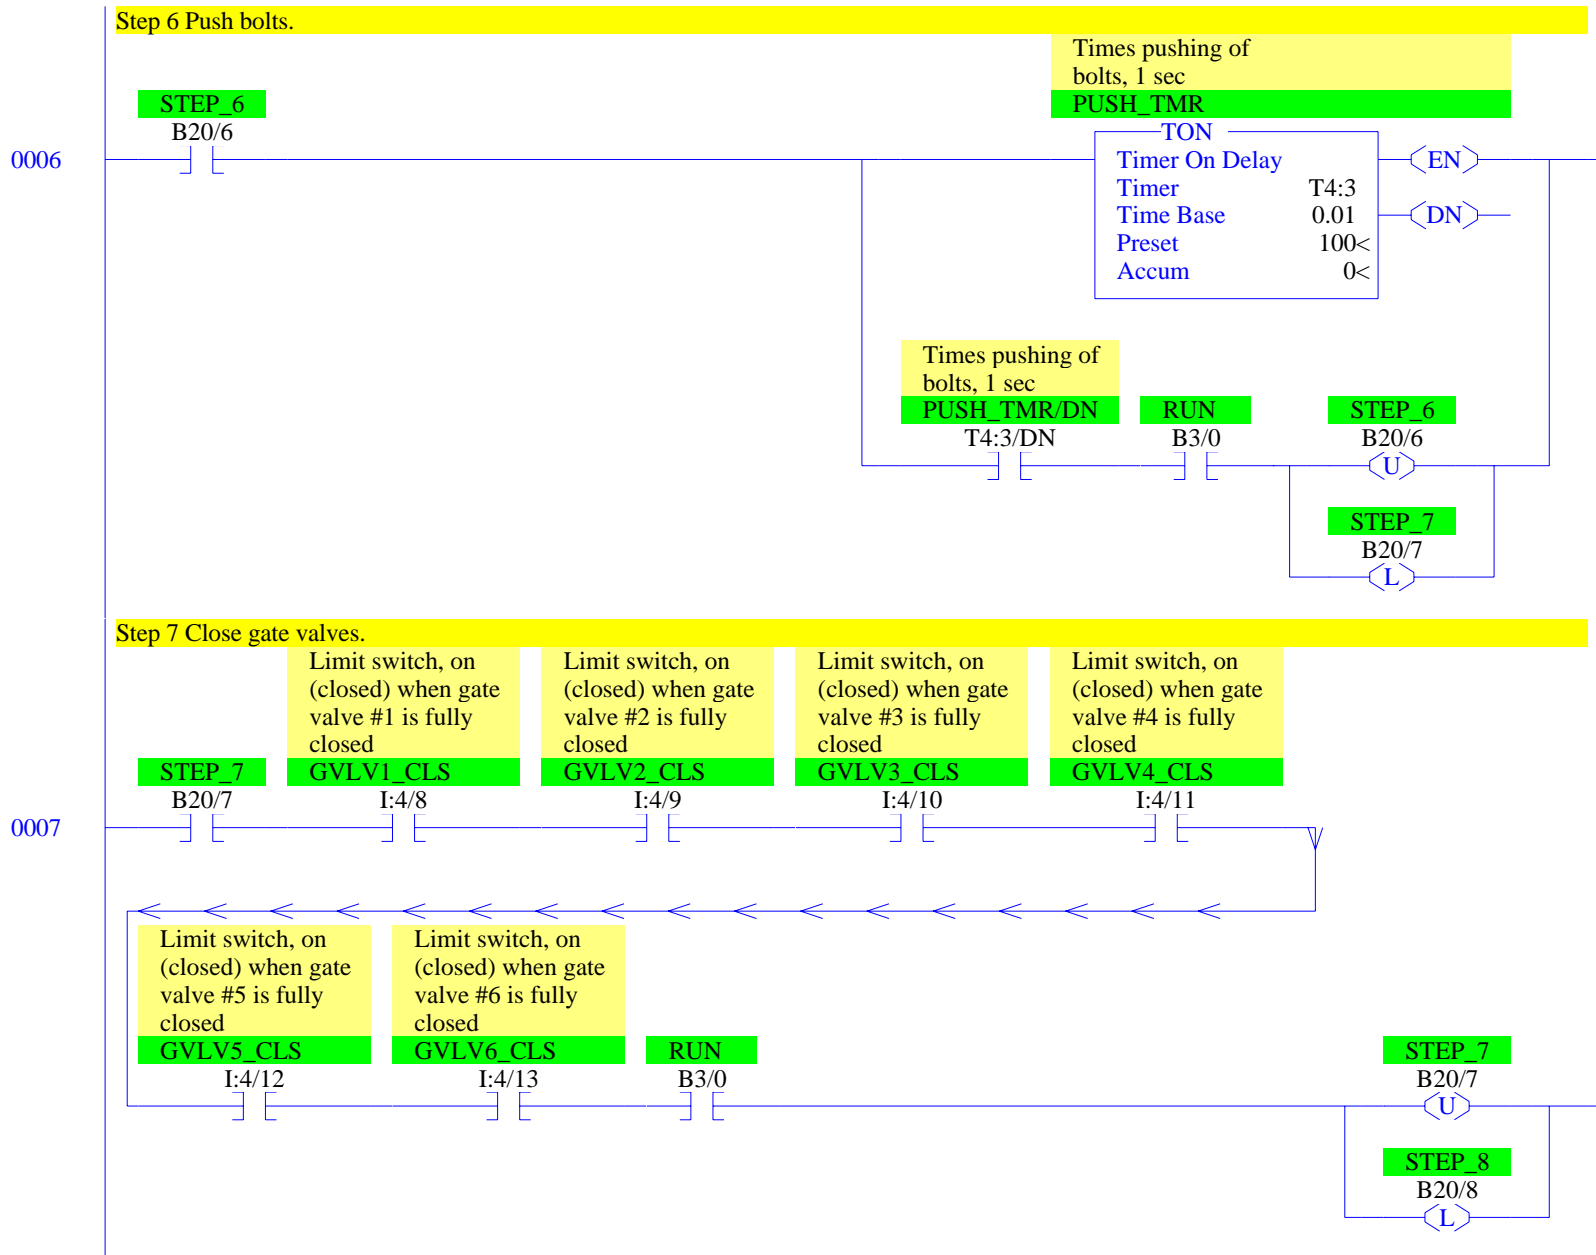 Step 6 Push bolts.
Times pushing of
bolts, 1 sec
STEP_6
PUSH_TMR
B20/6
TON
0006
Timer On Delay
EN
Timer T4:3
Time Base 0.01
DN
Preset 100<
Accum 0<
Times pushing of
bolts, 1 sec
PUSH_TMR/DN RUN STEP_6
T4:3/DN B3/0 B20/6
U
STEP_7
B20/7
L
Step 7 Close gate valves.
Limit switch, on
(closed) when gate
valve #1 is fully
closed
Limit switch, on
(closed) when gate
valve #2 is fully
closed
Limit switch, on
(closed) when gate
valve #3 is fully
closed
Limit switch, on
(closed) when gate
valve #4 is fully
closed
STEP_7 GVLV1_CLS GVLV2_CLS GVLV3_CLS GVLV4_CLS
B20/7 I:4/8 I:4/9 I:4/10 I:4/11
0007
Limit switch, on
(closed) when gate
valve #5 is fully
closed
Limit switch, on
(closed) when gate
valve #6 is fully
closed
GVLV5_CLS GVLV6_CLS RUN STEP_7
I:4/12 I:4/13 B3/0 B20/7
U
STEP_8
B20/8
L